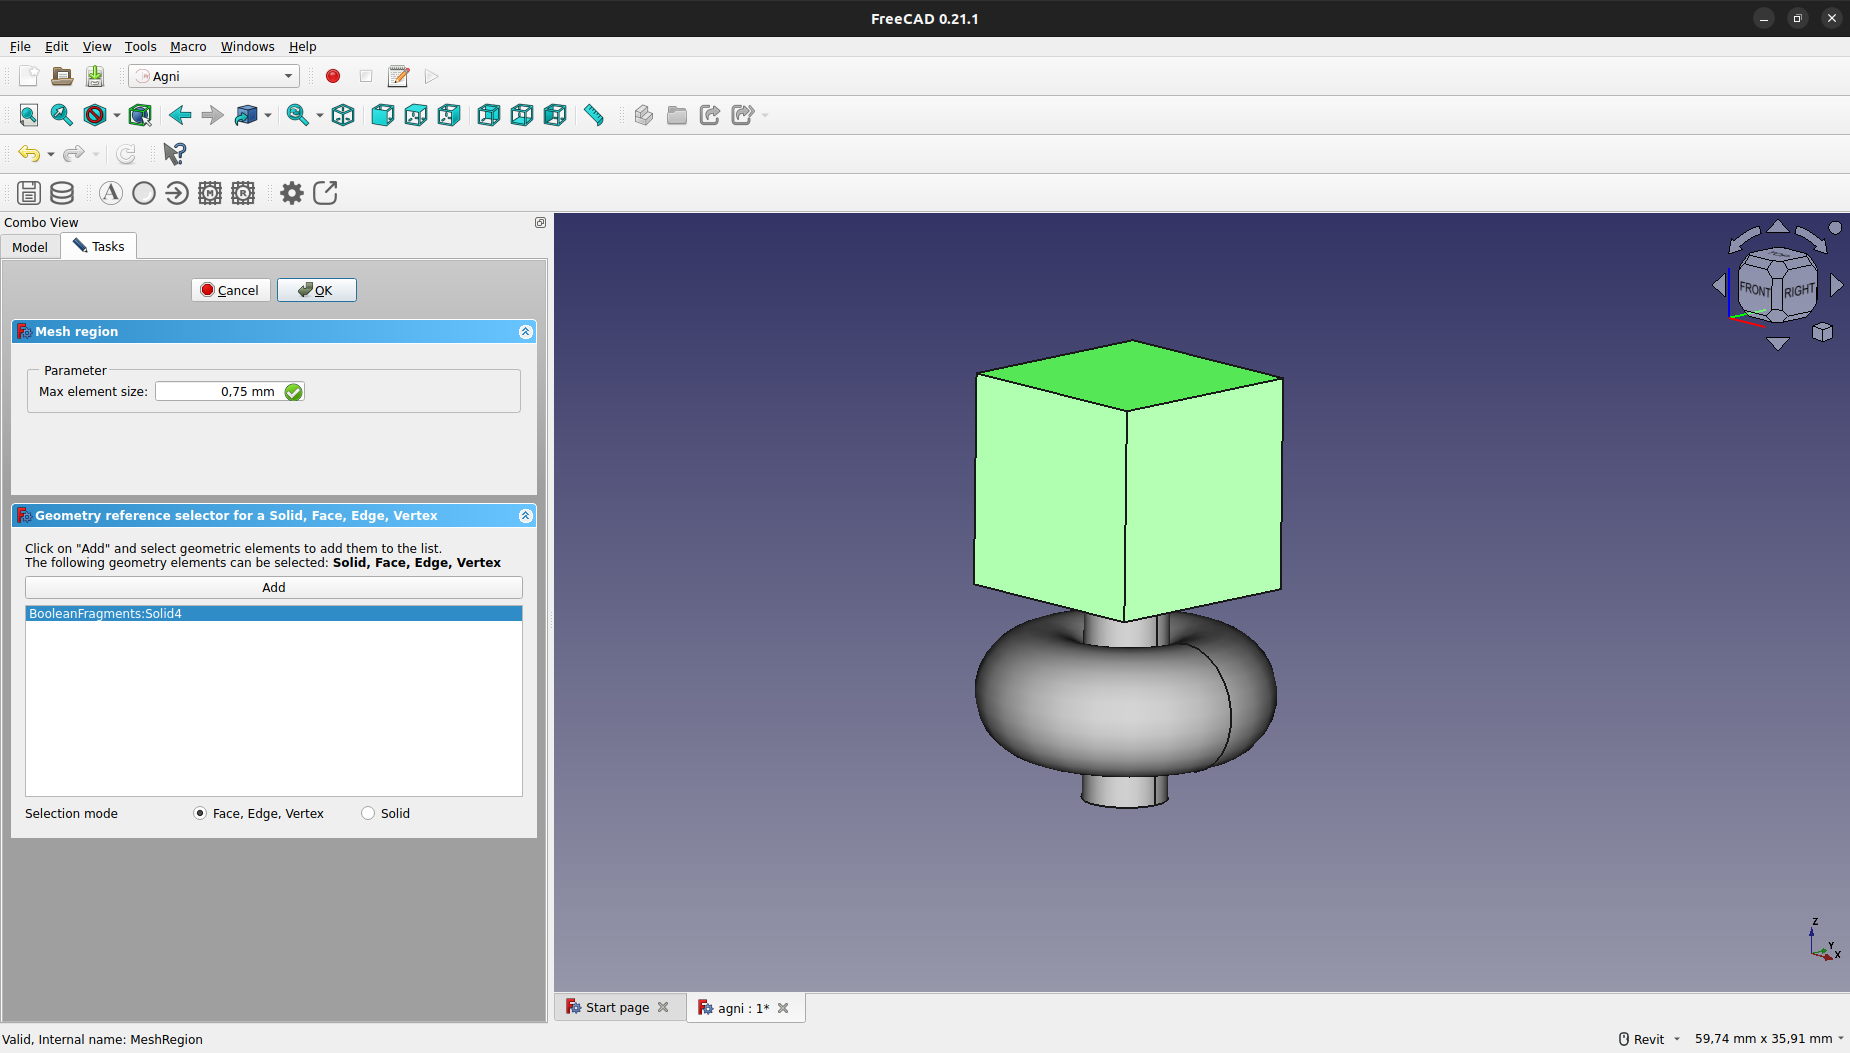 FreeCAD 0.21.1
File Edit View Tools Macro Windows Help
Agni
A M R
Combo View
Model Tasks
Cancel OK
Mesh region
Parameter
Max element size: 0,75 mm
Geometry reference selector for a Solid, Face, Edge, Vertex
Click on "Add" and select geometric elements to add them to the list.
The following geometry elements can be selected: Solid, Face, Edge, Vertex
Add
BooleanFragments:Solid4
Selection mode Face, Edge, Vertex Solid
TOP
FRONT RIGHT
Z
Y
X
Start page agni : 1*
Valid, Internal name: MeshRegion Revit 59,74 mm x 35,91 mm